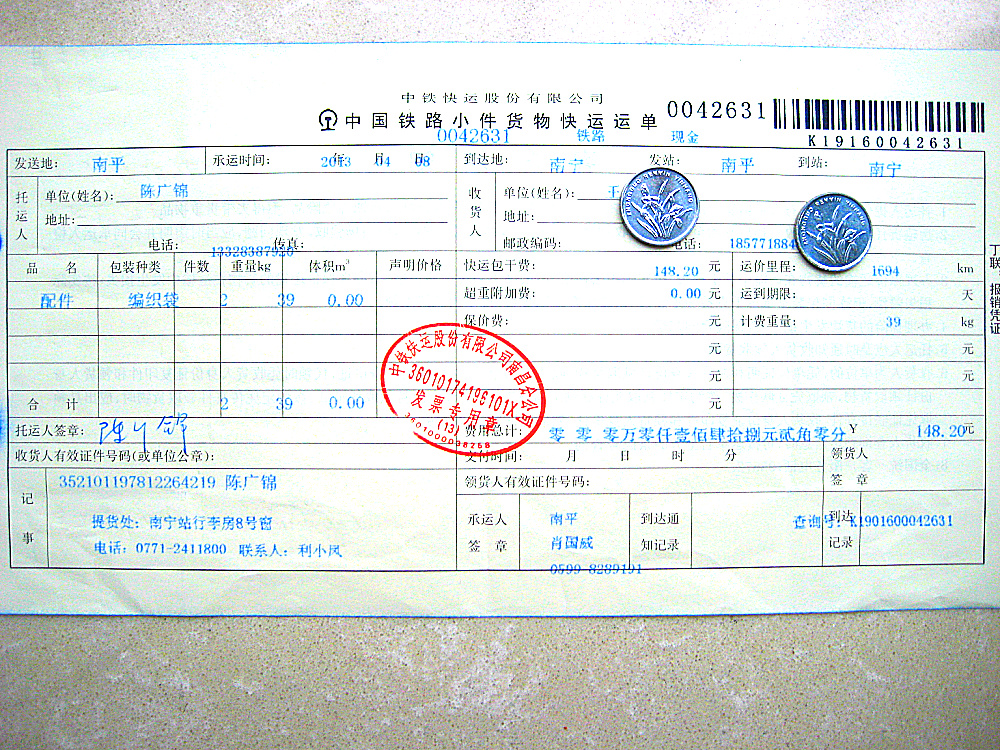 中铁快运股份有限公司
中国铁路小件货物快运运单 0042631
0042631 铁路 现金
K19160042631
发送地: 南平 承运时间: 2013 年 04 月 08 日 到达地: 南宁 发站: 南平 到站: 南宁
托运人 单位(姓名): 陈广锦 收货人 单位(姓名):
地址: 地址:
电话: 13328387920 传真: 邮政编码: 电话: 185771884
品名 包装种类 件数 重量kg 体积m³ 声明价格 快运包干费: 148.20 元 运价里程: 1694 km
配件 编织袋 2 39 0.00 超重附加费: 0.00 元 运到期限: 天
保价费: 元 计费重量: 39 kg
元 元
元 元
合计 2 39 0.00 元
托运人签章: 费用总计: 零 零 零万零仟壹佰肆拾捌元贰角零分 Y 148.20元
收货人有效证件号码(或单位公章): 交付时间: 月 日 时 分 领货人签章
记事 352101197812264219 陈广锦 领货人有效证件号码:
提货处: 南宁站行李房8号窗 承运人签章 南平 到达通知记录 到达记录 查询号: K1901600042631
电话: 0771-2411800 联系人: 利小凤 肖国威
0599-8289191
丁联 报销凭证
中铁快运股份有限公司南昌分公司
36010174196101X
发票专用章
(13)